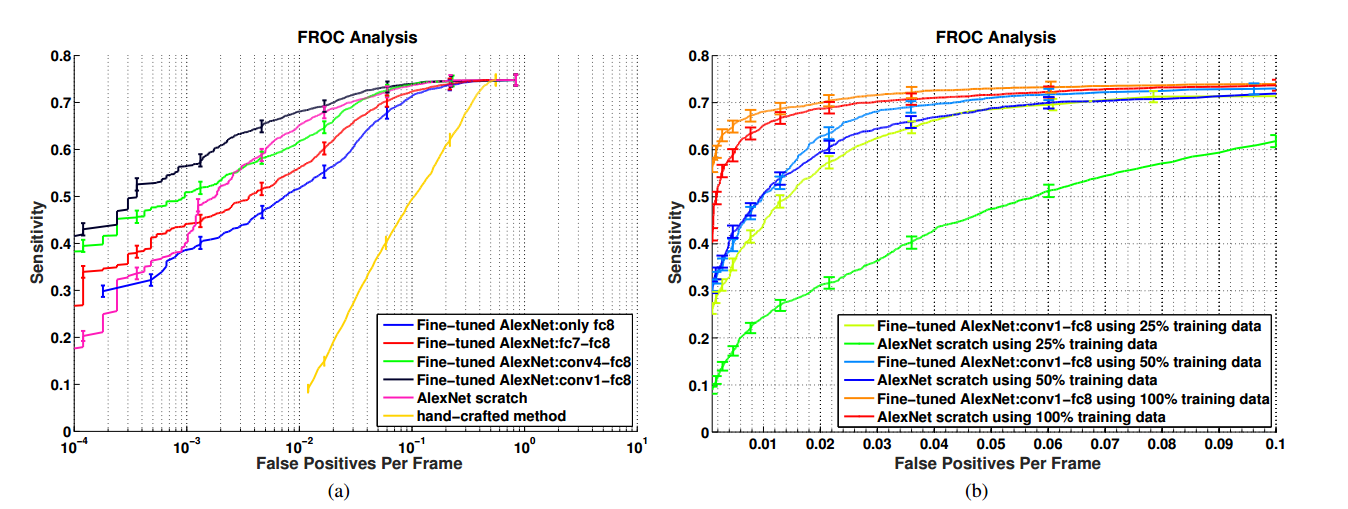 FROC Analysis
0.8
0.7
0.6
0.5
0.4
0.3
0.2
0.1
0
Sensitivity
10−4
10−3
10−2
10−1
100
101
False Positives Per Frame
Fine−tuned AlexNet:only fc8
Fine−tuned AlexNet:fc7−fc8
Fine−tuned AlexNet:conv4−fc8
Fine−tuned AlexNet:conv1−fc8
AlexNet scratch
hand−crafted method
(a)
FROC Analysis
0.8
0.7
0.6
0.5
0.4
0.3
0.2
0.1
0
Sensitivity
0.01
0.02
0.03
0.04
0.05
0.06
0.07
0.08
0.09
0.1
False Positives Per Frame
Fine−tuned AlexNet:conv1−fc8 using 25% training data
AlexNet scratch using 25% training data
Fine−tuned AlexNet:conv1−fc8 using 50% training data
AlexNet scratch using 50% training data
Fine−tuned AlexNet:conv1−fc8 using 100% training data
AlexNet scratch using 100% training data
(b)